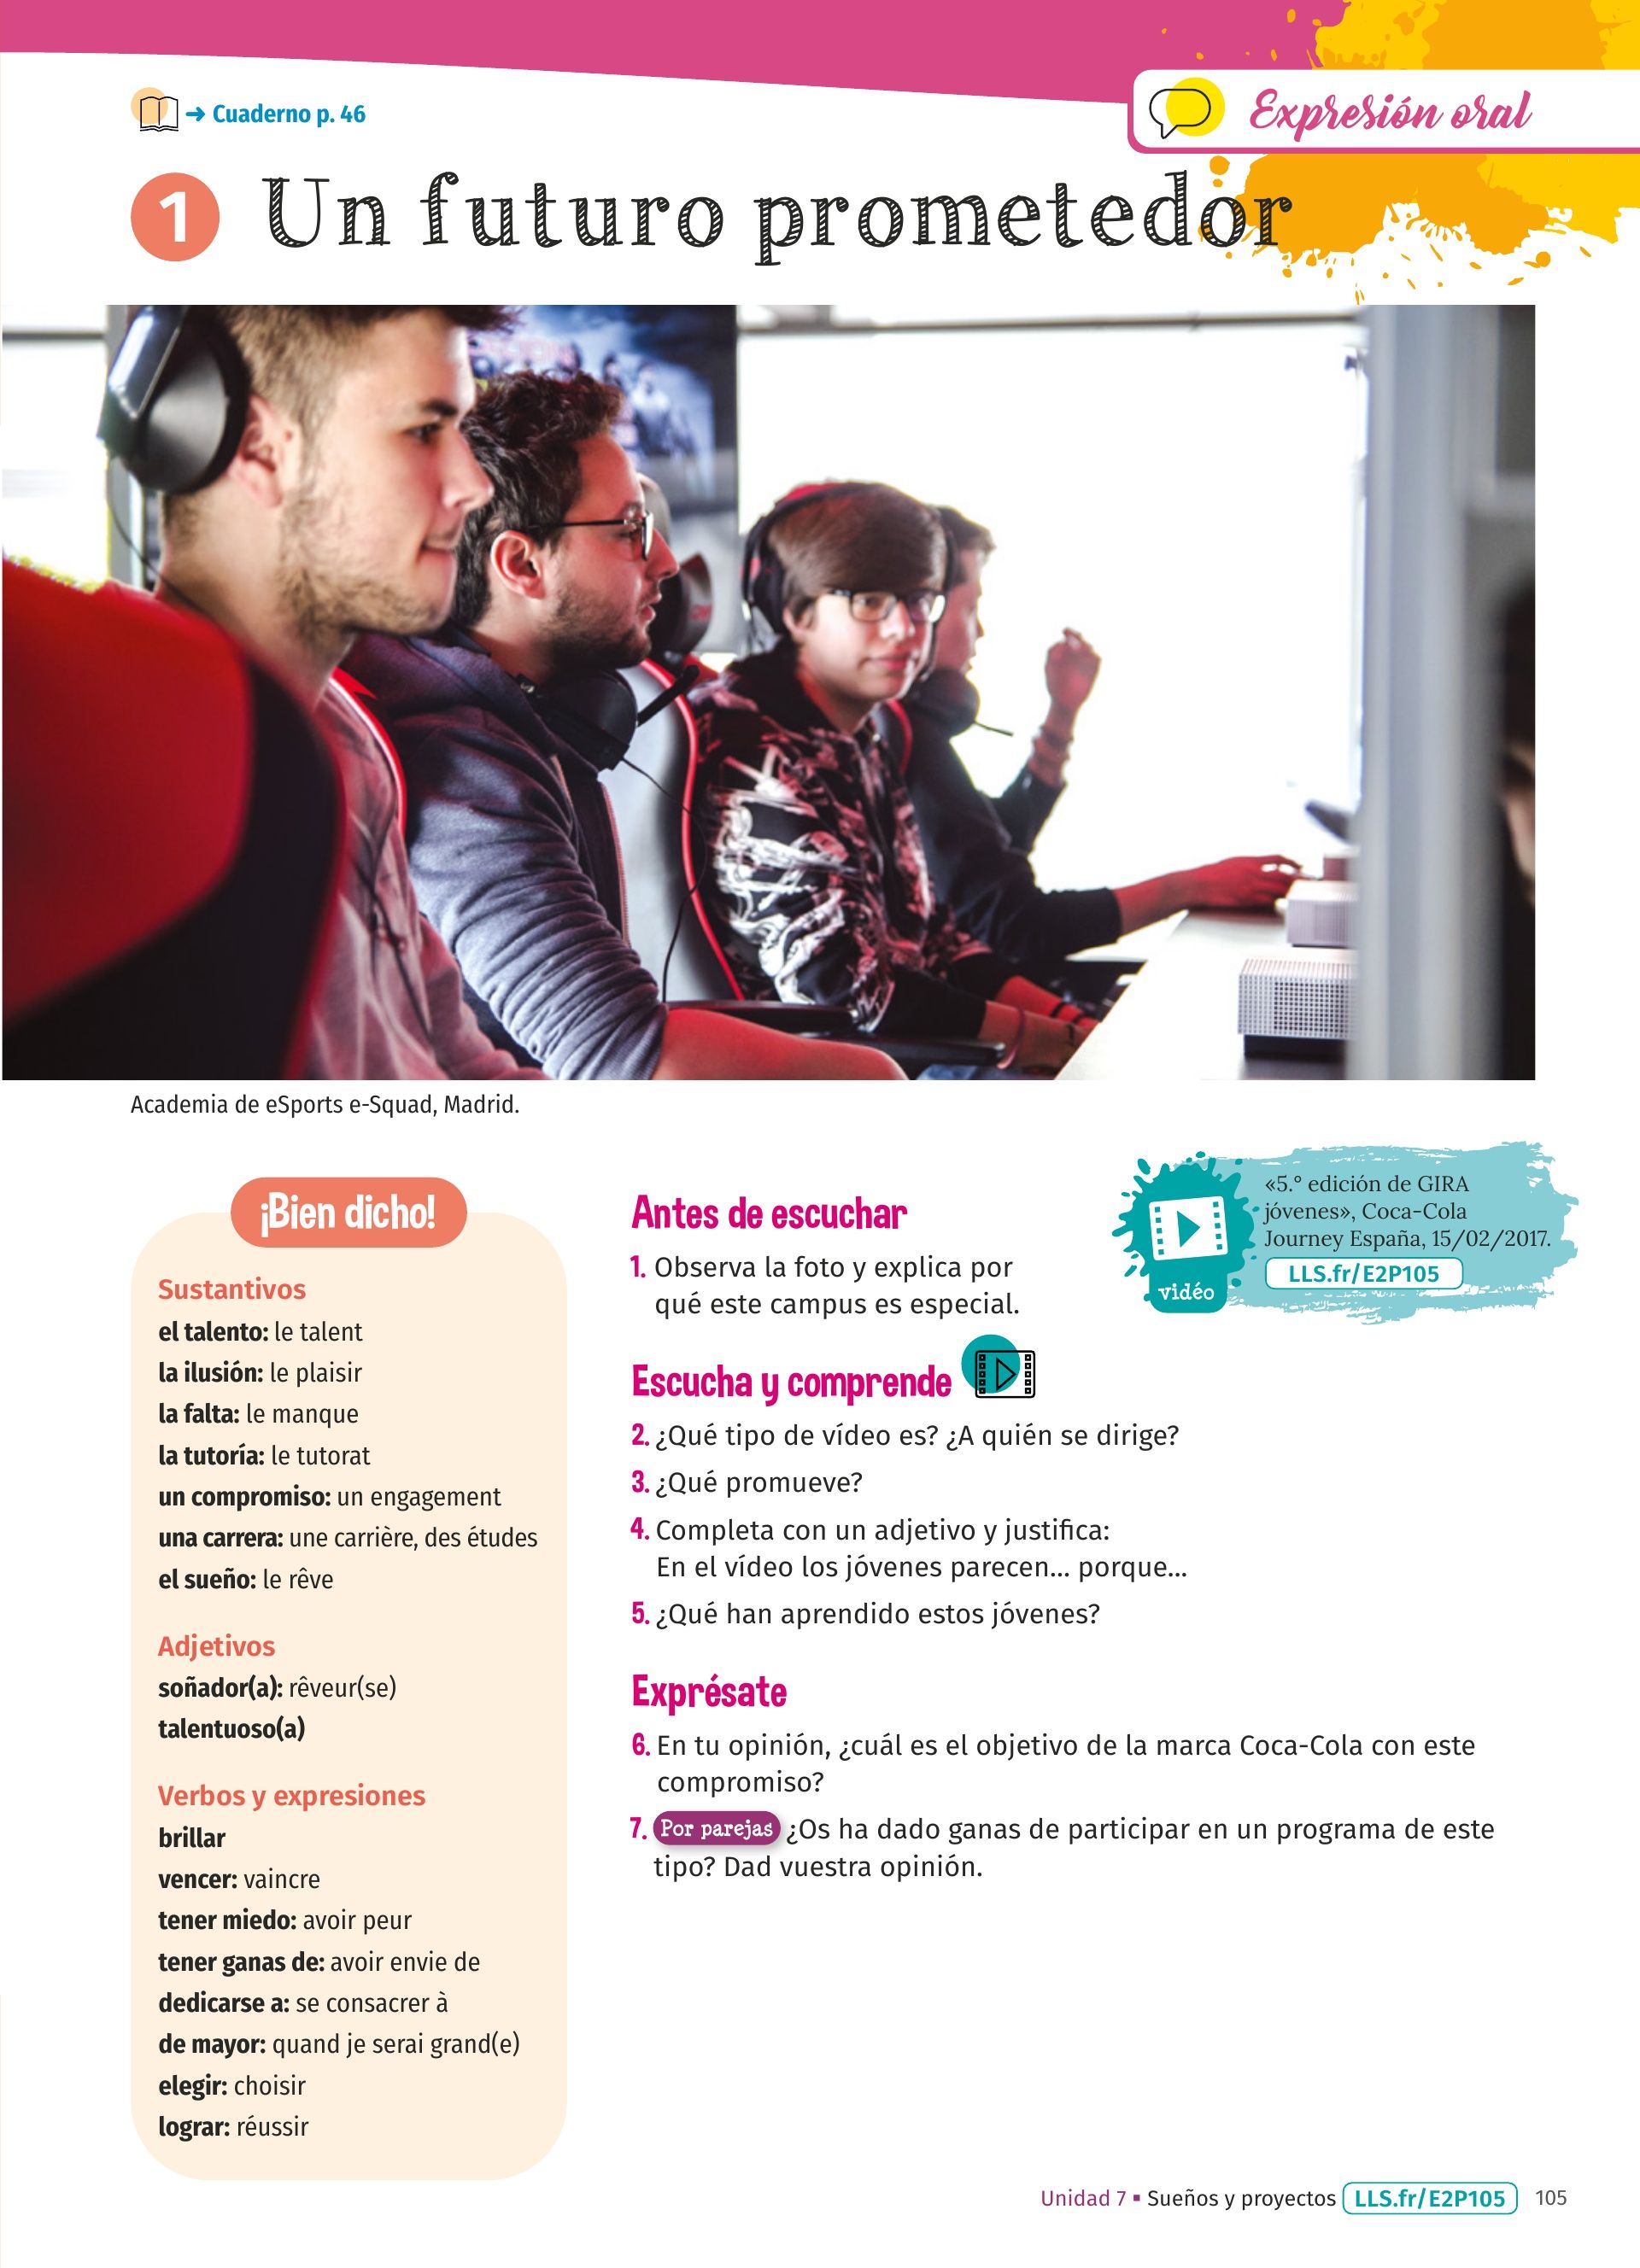 → Cuaderno p. 46
Expresión oral
1 Un futuro prometedor
Academia de eSports e-Squad, Madrid.
¡Bien dicho!
Sustantivos
el talento: le talent
la ilusión: le plaisir
la falta: le manque
la tutoría: le tutorat
un compromiso: un engagement
una carrera: une carrière, des études
el sueño: le rêve
Adjetivos
soñador(a): rêveur(se)
talentuoso(a)
Verbos y expresiones
brillar
vencer: vaincre
tener miedo: avoir peur
tener ganas de: avoir envie de
dedicarse a: se consacrer à
de mayor: quand je serai grand(e)
elegir: choisir
lograr: réussir
Antes de escuchar
1. Observa la foto y explica por
qué este campus es especial.
vidéo
«5.° edición de GIRA
jóvenes», Coca-Cola
Journey España, 15/02/2017.
LLS.fr/E2P105
Escucha y comprende
2. ¿Qué tipo de vídeo es? ¿A quién se dirige?
3. ¿Qué promueve?
4. Completa con un adjetivo y justifica:
En el vídeo los jóvenes parecen... porque...
5. ¿Qué han aprendido estos jóvenes?
Exprésate
6. En tu opinión, ¿cuál es el objetivo de la marca Coca-Cola con este
compromiso?
7. Por parejas ¿Os ha dado ganas de participar en un programa de este
tipo? Dad vuestra opinión.
Unidad 7 ▪ Sueños y proyectos LLS.fr/E2P105 105